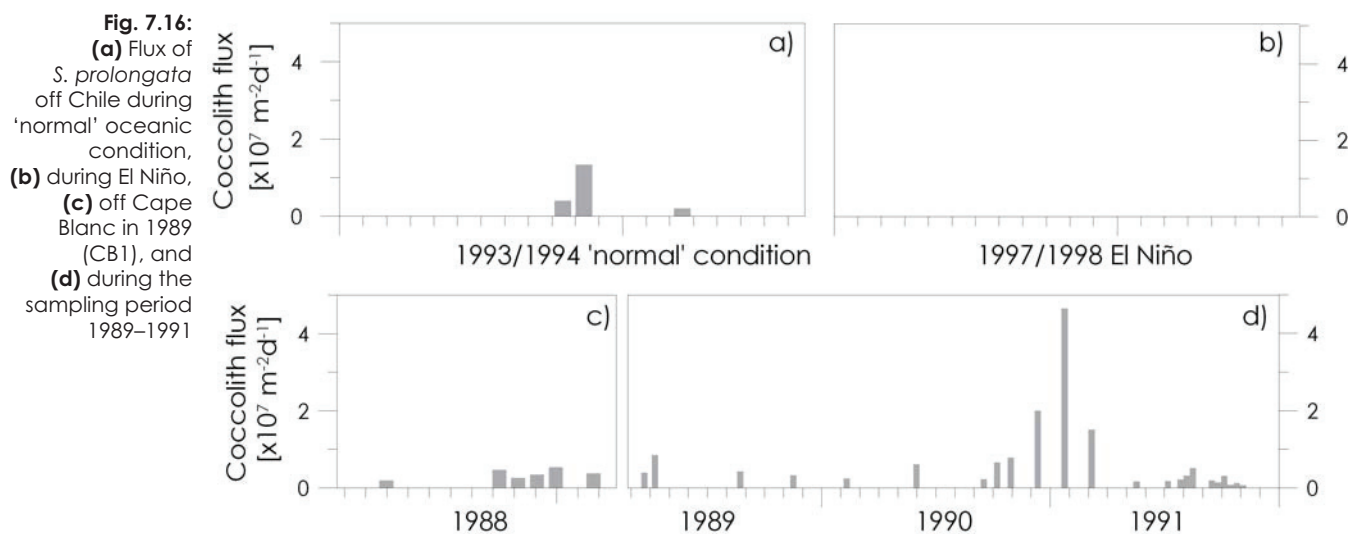 Fig. 7.16:
(a) Flux of
S. prolongata
off Chile during
‘normal’ oceanic
condition,
(b) during El Niño,
(c) off Cape
Blanc in 1989
(CB1), and
(d) during the
sampling period
1989–1991
Coccolith flux
[x10⁷ m⁻²d⁻¹]
4
2
0
a)
1993/1994 'normal' condition
b)
4
2
0
1997/1998 El Niño
Coccolith flux
[x10⁷ m⁻²d⁻¹]
4
2
0
c)
1988
d)
4
2
0
1989 1990 1991